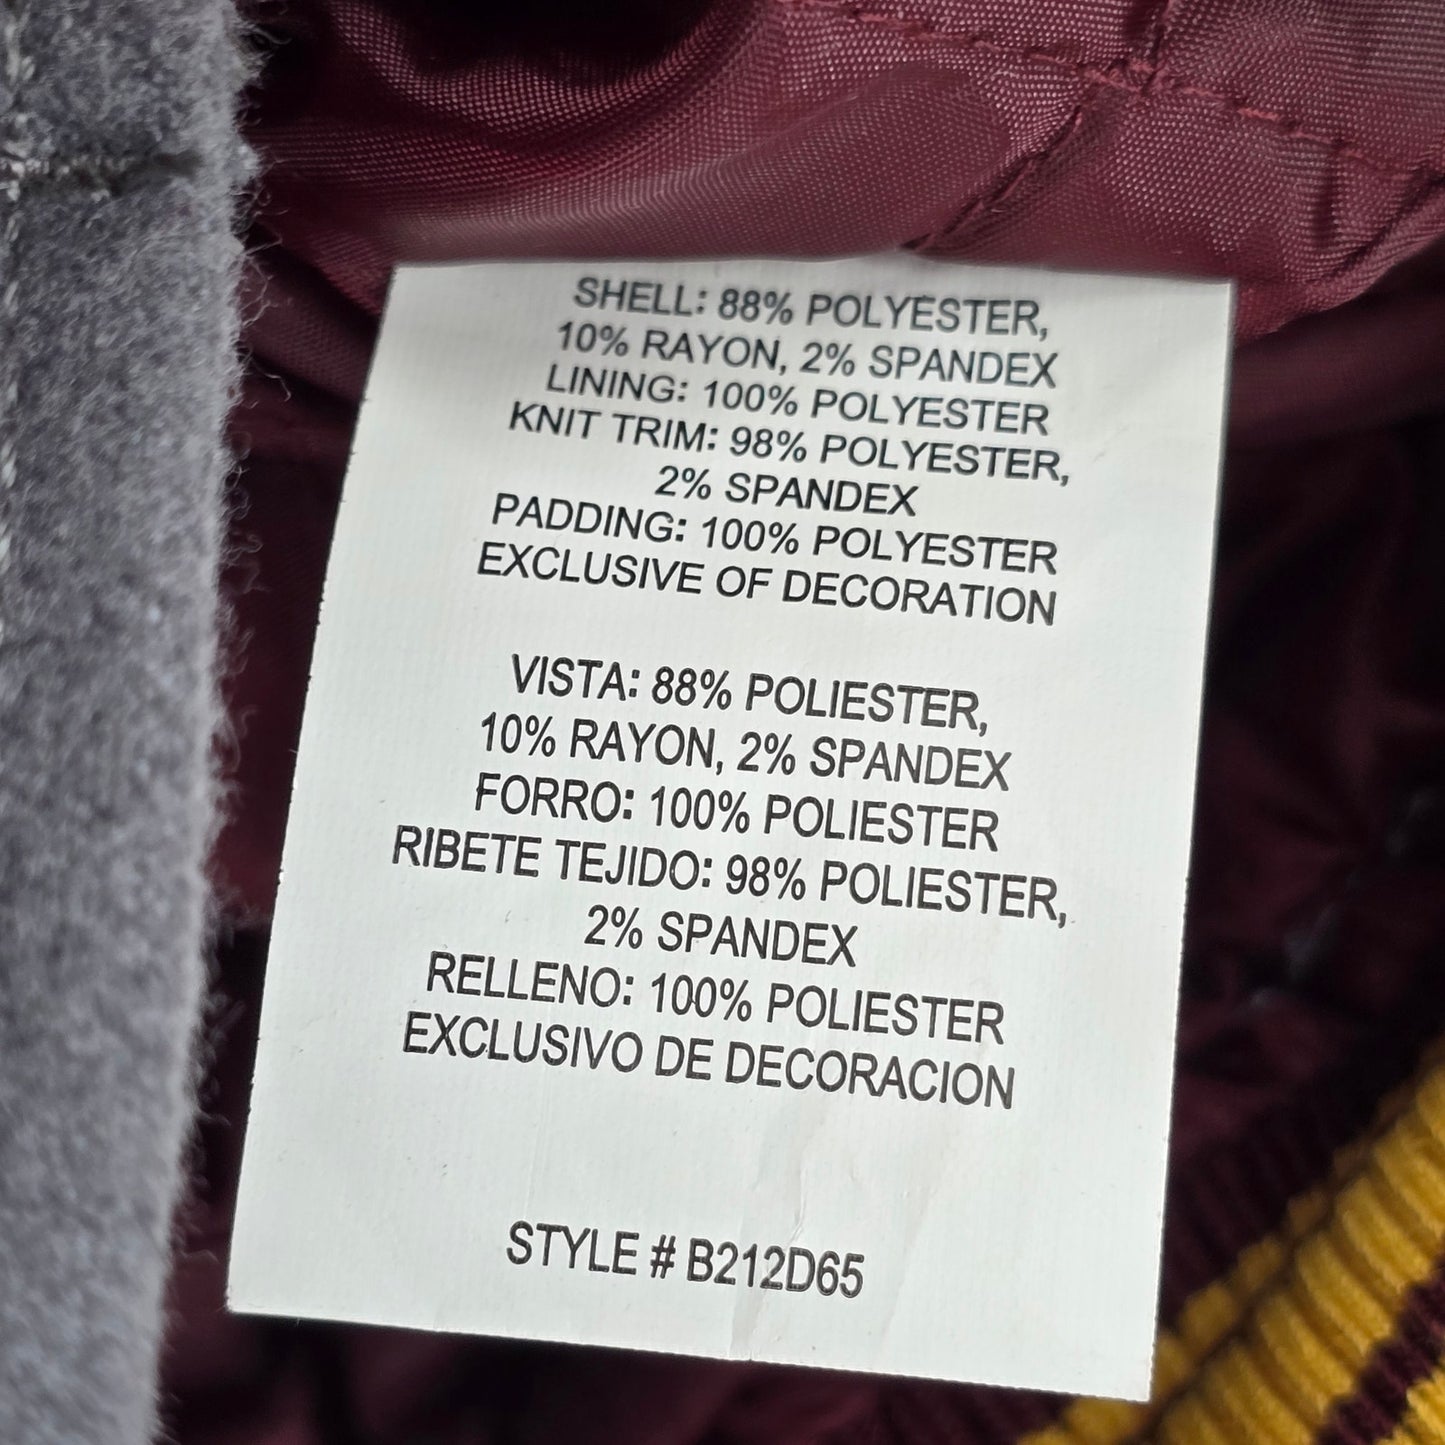 SHELL: 88% POLYESTER,
10% RAYON, 2% SPANDEX
LINING: 100% POLYESTER
KNIT TRIM: 98% POLYESTER,
2% SPANDEX
PADDING: 100% POLYESTER
EXCLUSIVE OF DECORATION
VISTA: 88% POLIESTER,
10% RAYON, 2% SPANDEX
FORRO: 100% POLIESTER
RIBETE TEJIDO: 98% POLIESTER,
2% SPANDEX
RELLENO: 100% POLIESTER
EXCLUSIVO DE DECORACION
STYLE # B212D65